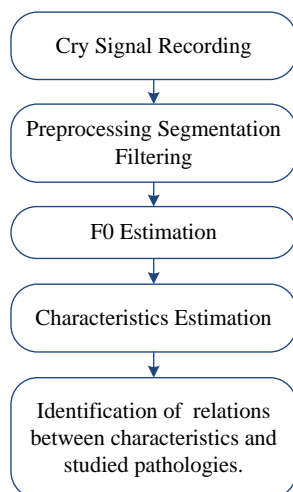 Cry Signal Recording
Preprocessing Segmentation
Filtering
F0 Estimation
Characteristics Estimation
Identification of relations
between characteristics and
studied pathologies.